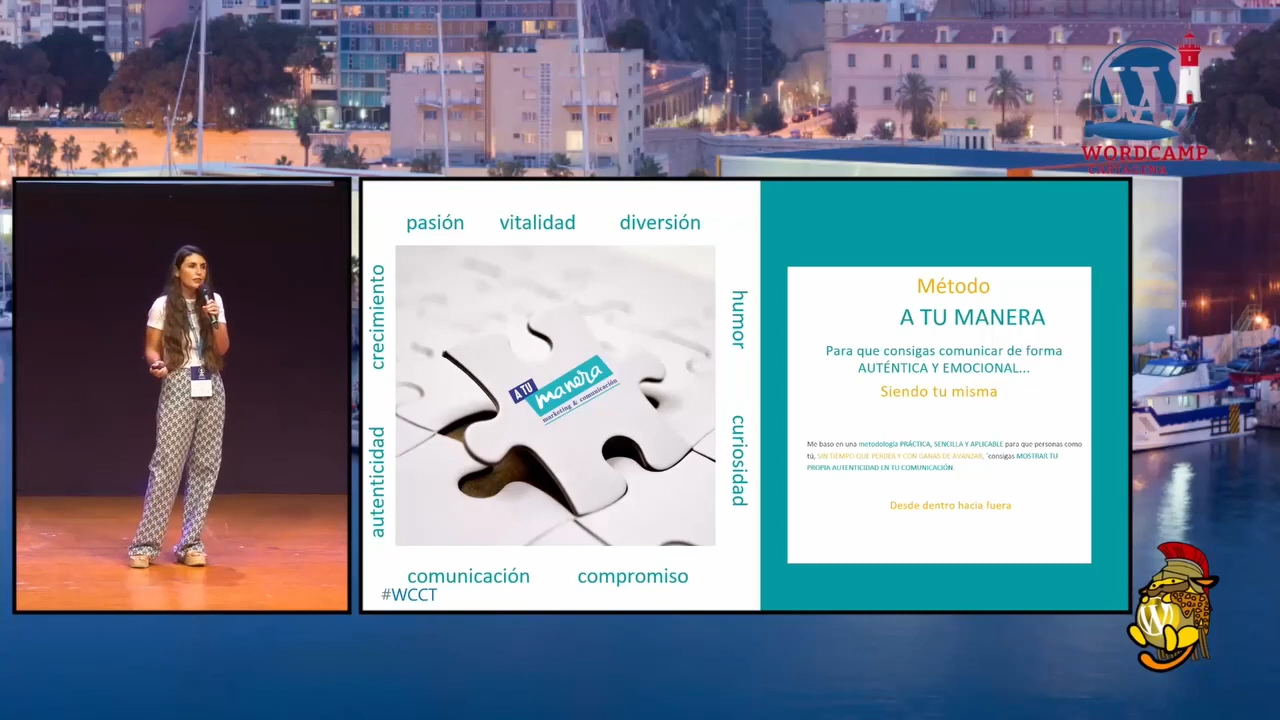 WORDCAMP
CARTAGENA
pasión vitalidad diversión
crecimiento
autenticidad
humor
curiosidad
A TU
manera
marketing & comunicación
comunicación compromiso
#WCCT
Método
A TU MANERA
Para que consigas comunicar de forma
AUTÉNTICA Y EMOCIONAL...
Siendo tu misma
Me baso en una metodología PRÁCTICA, SENCILLA Y APLICABLE para que personas como
tú, SIN TIEMPO QUE PERDER Y CON GANAS DE AVANZAR, ´consigas MOSTRAR TU
PROPIA AUTENTICIDAD EN TU COMUNICACIÓN.
Desde dentro hacia fuera